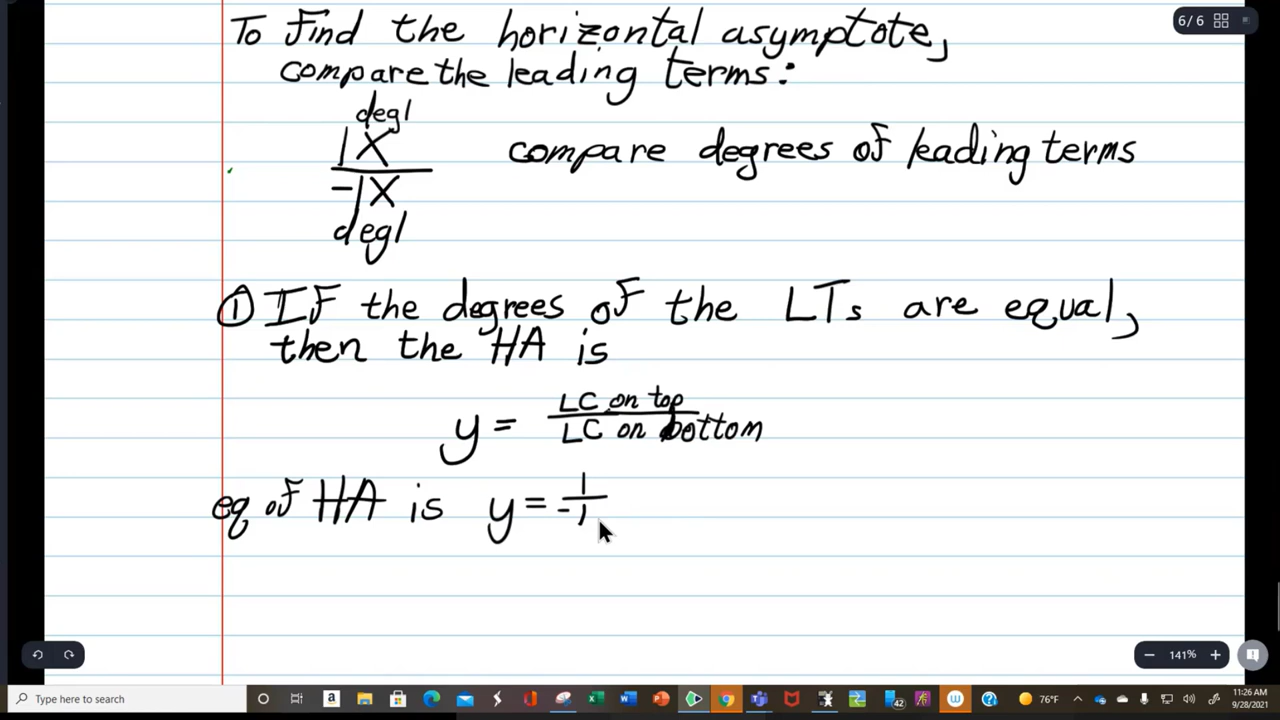 6/6
To find the horizontal asymptote,
compare the leading terms:
deg1
1X
-1X
deg1
compare degrees of leading terms
① If the degrees of the LTs are equal,
then the HA is
y = LC on top / LC on bottom
eq of HA is y = 1/-1
141%
Type here to search
42
76°F
11:26 AM
9/28/2021